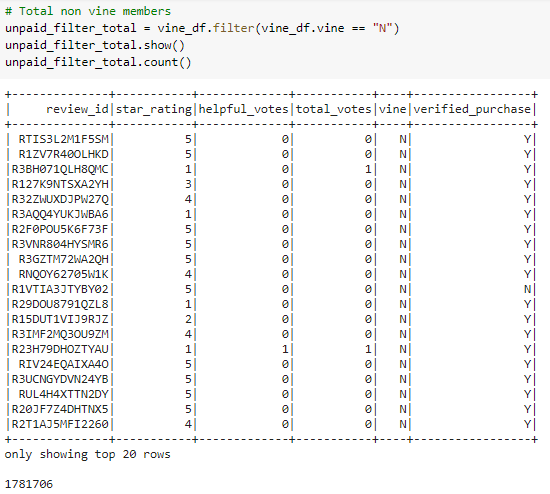 # Total non vine members
unpaid_filter_total = vine_df.filter(vine_df.vine == "N")
unpaid_filter_total.show()
unpaid_filter_total.count()
+--------------+-----------+-------------+-----------+----+-----------------+
|     review_id|star_rating|helpful_votes|total_votes|vine|verified_purchase|
+--------------+-----------+-------------+-----------+----+-----------------+
| RTIS3L2M1F5SM|          5|            0|          0|   N|                Y|
| R1ZV7R40OLHKD|          5|            0|          0|   N|                Y|
|R3BH071QLH8QMC|          1|            0|          1|   N|                Y|
|R127K9NTSXA2YH|          3|            0|          0|   N|                Y|
|R32ZWUXDJPW27Q|          4|            0|          0|   N|                Y|
|R3AQQ4YUKJWBA6|          1|            0|          0|   N|                Y|
|R2F0POU5K6F73F|          5|            0|          0|   N|                Y|
|R3VNR804HYSMR6|          5|            0|          0|   N|                Y|
| R3GZTM72WA2QH|          5|            0|          0|   N|                Y|
| RNQOY62705W1K|          4|            0|          0|   N|                Y|
|R1VTIA3JTYBY02|          5|            0|          0|   N|                N|
|R29DOU8791QZL8|          1|            0|          0|   N|                Y|
|R15DUT1VIJ9RJZ|          2|            0|          0|   N|                Y|
|R3IMF2MQ3OU9ZM|          4|            0|          0|   N|                Y|
|R23H79DHOZTYAU|          1|            1|          1|   N|                Y|
| RIV24EQAIXA4O|          5|            0|          0|   N|                Y|
|R3UCNGYDVN24YB|          5|            0|          0|   N|                Y|
| RUL4H4XTTN2DY|          5|            0|          0|   N|                Y|
|R20JF7Z4DHTNX5|          5|            0|          0|   N|                Y|
|R2T1AJ5MFI2260|          4|            0|          0|   N|                Y|
+--------------+-----------+-------------+-----------+----+-----------------+
only showing top 20 rows
1781706